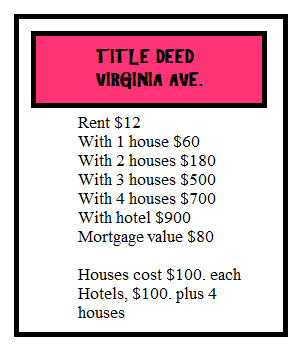 TITLE DEED
VIRGINIA AVE.
Rent $12
With 1 house $60
With 2 houses $180
With 3 houses $500
With 4 houses $700
With hotel $900
Mortgage value $80
Houses cost $100. each
Hotels, $100. plus 4
houses